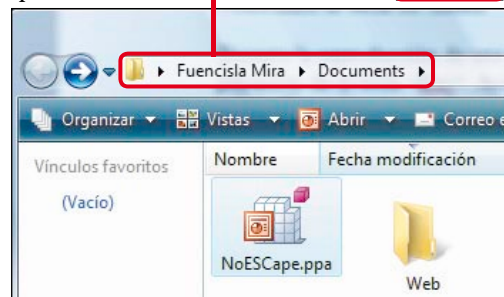 Fuencisla Mira Documents
Organizar Vistas Abrir Correo e
Vínculos favoritos Nombre Fecha modificación
(Vacío)
NoESCape.ppa
Web